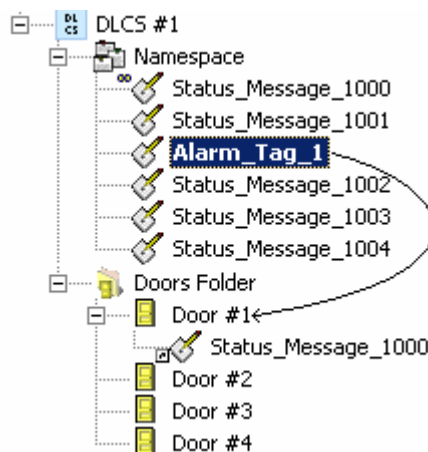 DL CS DLCS #1
Namespace
Status_Message_1000
Status_Message_1001
Alarm_Tag_1
Status_Message_1002
Status_Message_1003
Status_Message_1004
Doors Folder
Door #1
Status_Message_1000
Door #2
Door #3
Door #4